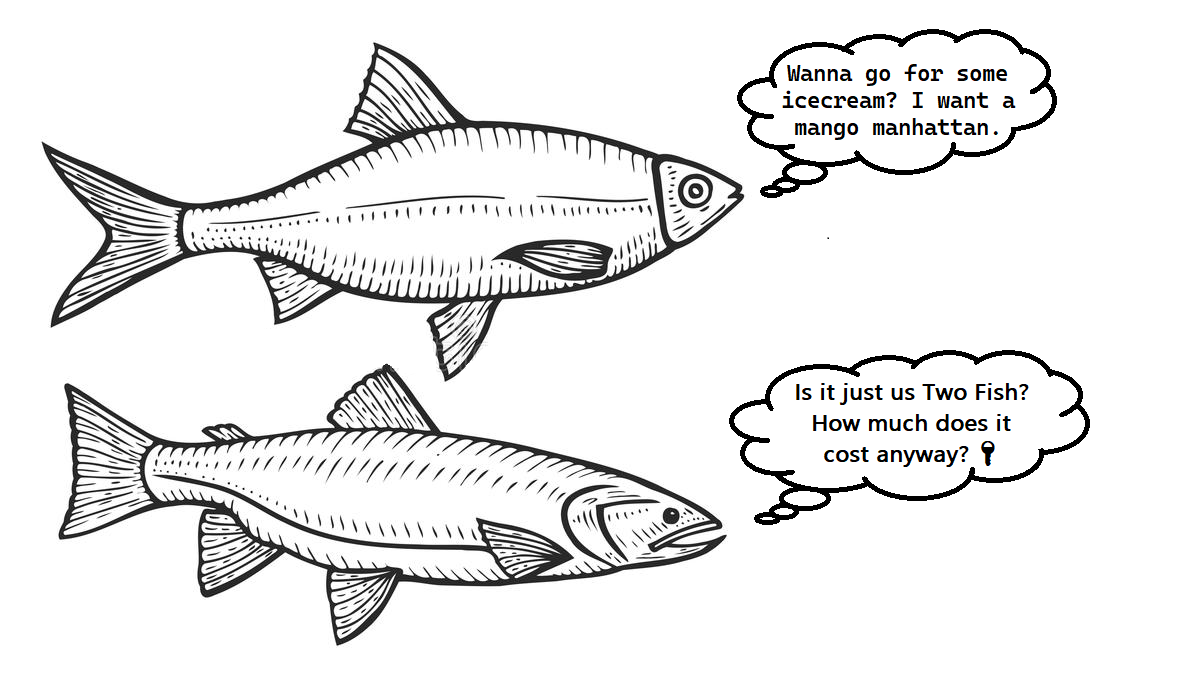 Wanna go for some
icecream? I want a
mango manhattan.
Is it just us Two Fish?
How much does it
cost anyway?